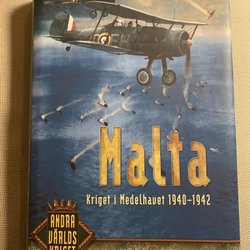 Malta
Kriget i Medelhavet 1940–1942
ANDRA
VÄRLDS
KRIGET